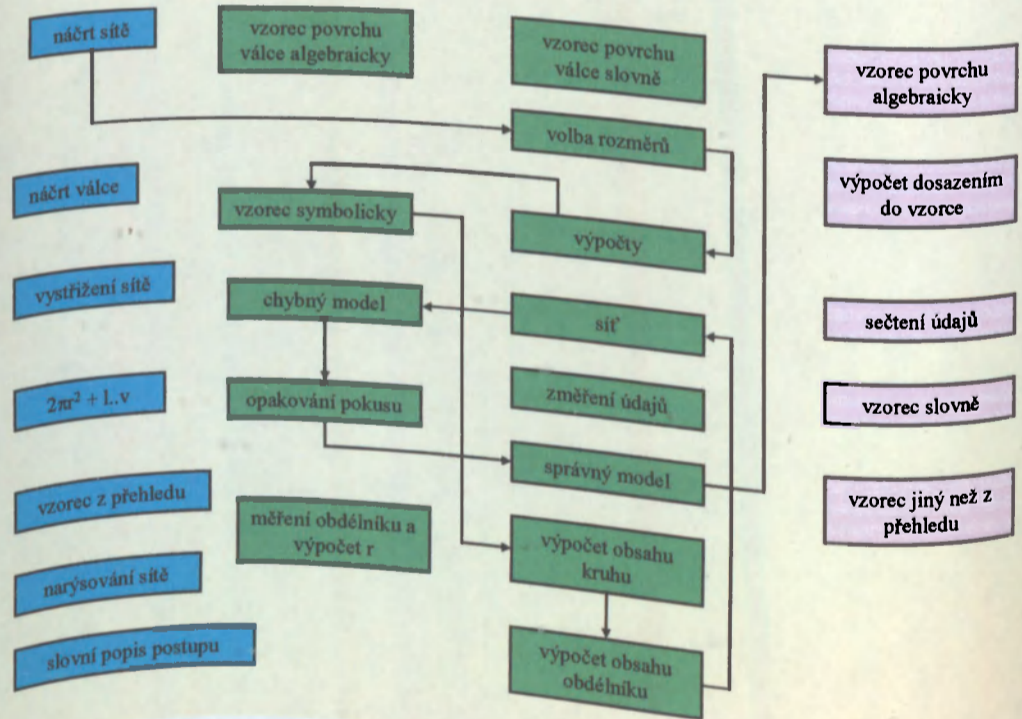 náčrt sítě
náčrt válce
vystřižení sítě
2πr² + l..v
vzorec z přehledu
narýsování sítě
slovní popis postupu
vzorec povrchu
válce algebraicky
vzorec symbolicky
chybný model
opakování pokusu
měření obdélníku a
výpočet r
vzorec povrchu
válce slovně
volba rozměrů
výpočty
síť
změření údajů
správný model
výpočet obsahu
kruhu
výpočet obsahu
obdélníku
vzorec povrchu
algebraicky
výpočet dosazením
do vzorce
sečtení údajů
vzorec slovně
vzorec jiný než z
přehledu